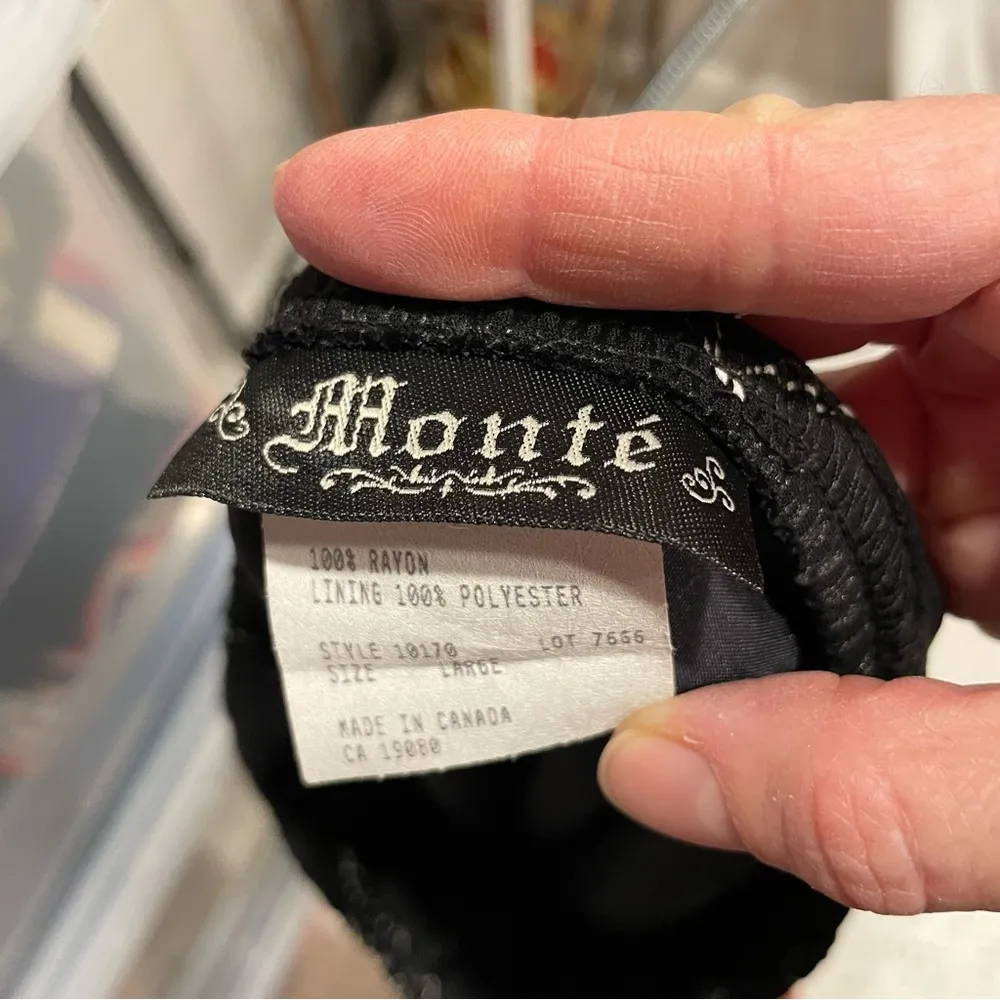 Monté
100% RAYON
LINING 100% POLYESTER
STYLE 10170 LOT 7666
SIZE LARGE
MADE IN CANADA
CA 19080